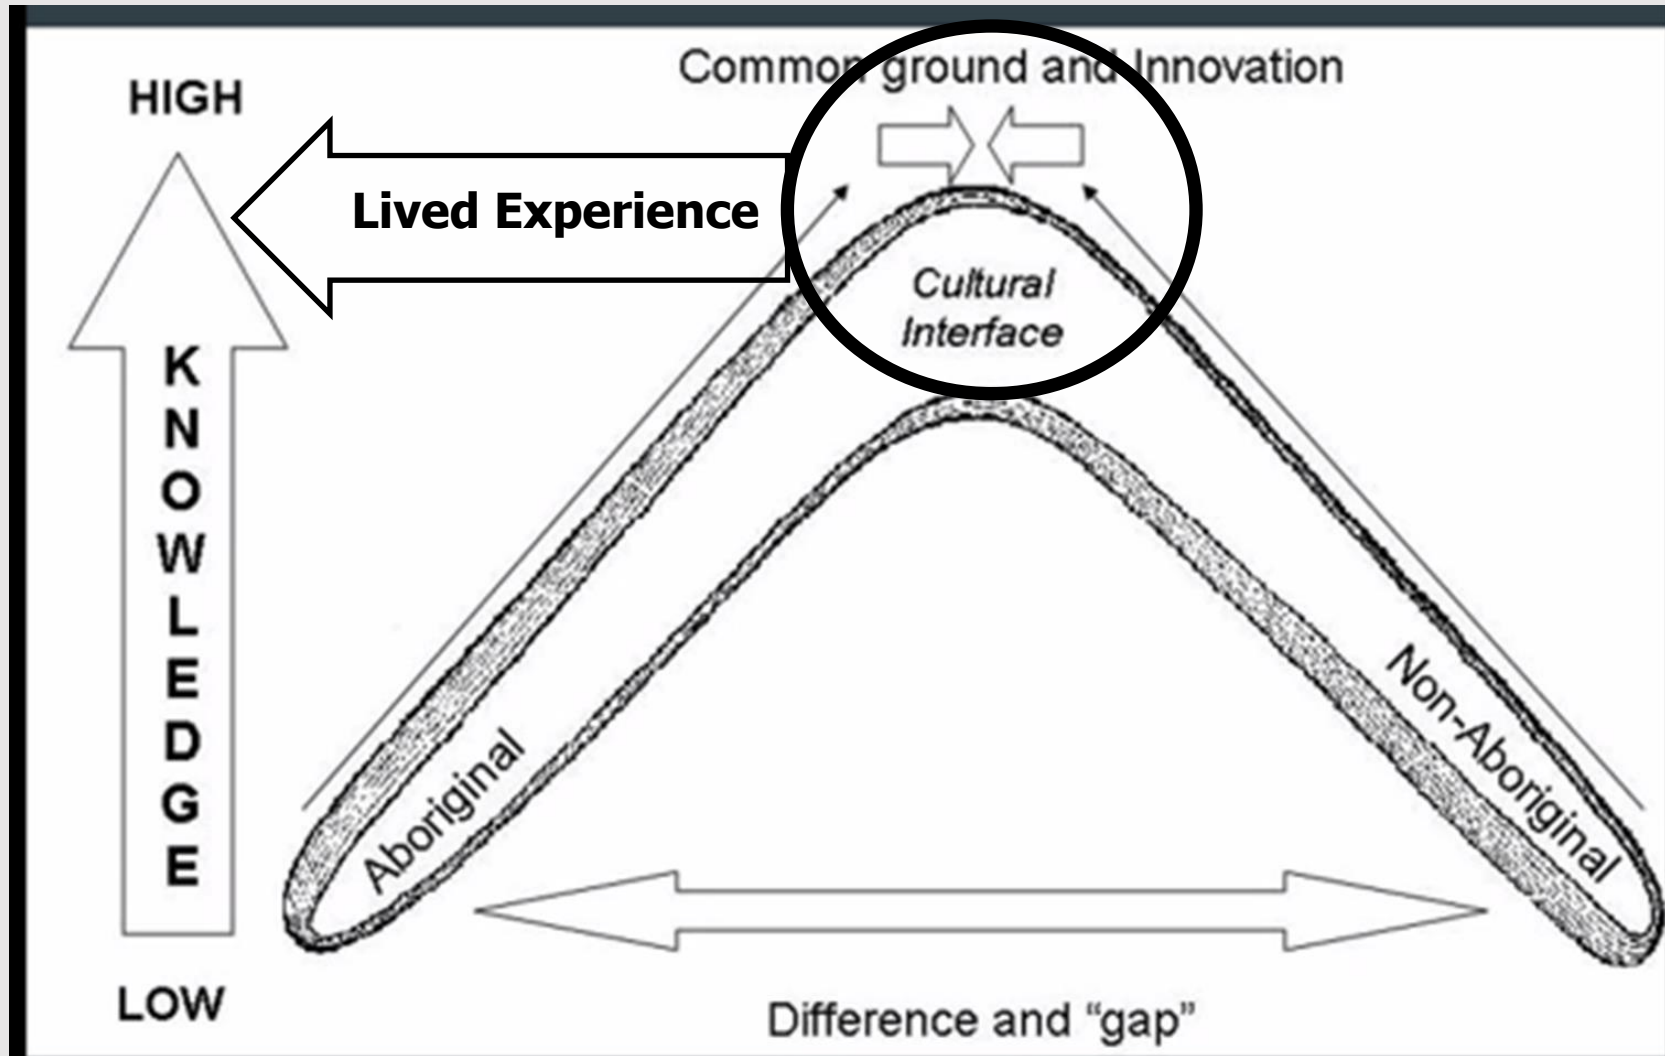 Common ground and Innovation
HIGH
Lived Experience
Cultural
Interface
KNOWLEDGE
Aboriginal
Non-Aboriginal
LOW
Difference and “gap”